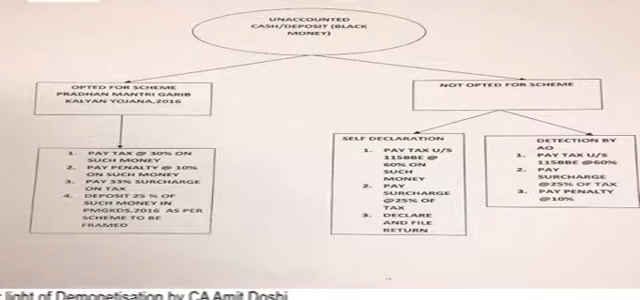 UNACCOUNTED
CASH/DEPOSIT (BLACK
MONEY)
OPTED FOR SCHEME
PRADHAN MANTRI GARIB
KALYAN YOJANA,2016
NOT OPTED FOR SCHEME
1. PAY TAX @ 30% ON
SUCH MONEY
2. PAY PENALTY @ 10%
ON SUCH MONEY
3. PAY 33% SURCHARGE
ON TAX
4. DEPOSIT 25 % OF
SUCH MONEY IN
PMGKDS,2016 AS PER
SCHEME TO BE
FRAMED
SELF DECLARATION
1. PAY TAX U/S
115BBE @
60% ON
SUCH
MONEY
2. PAY
SURCHARGE
@25% OF
TAX
3. DECLARE
AND FILE
RETURN
DETECTION BY
AO
1. PAY TAX U/S
115BBE @60%
2. PAY
SURCHARGE
@25% OF TAX
3. PAY PENALTY
@10%
light of Demonetisation by CA Amit Doshi